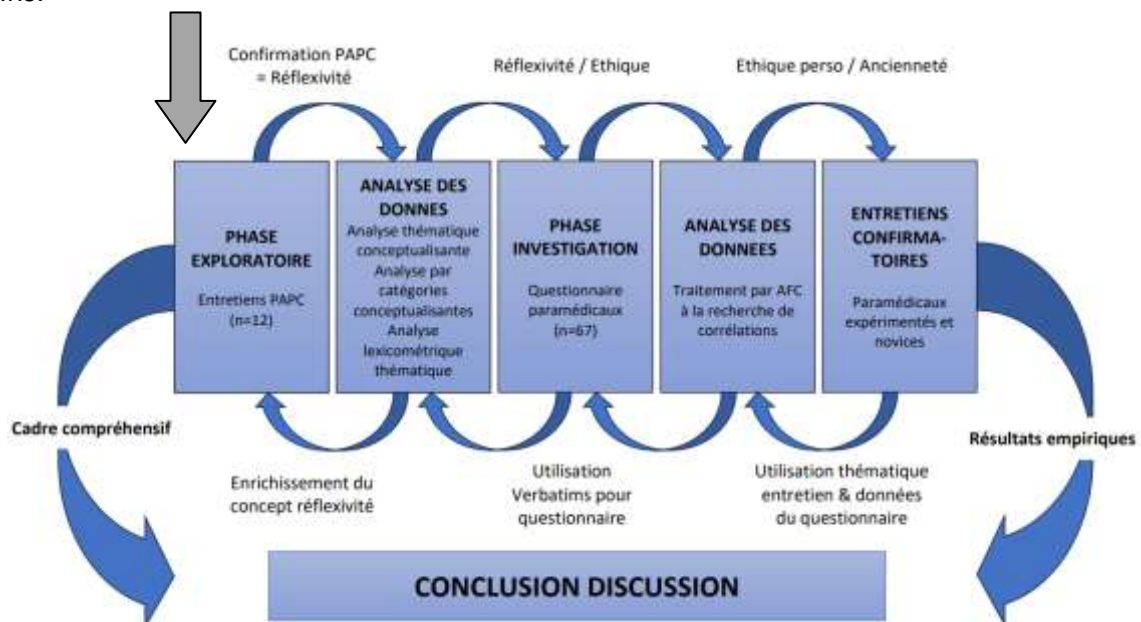 Confirmation PAPC
= Réflexivité
Réflexivité / Ethique
Ethique perso / Ancienneté
PHASE
EXPLORATOIRE
Entretiens PAPC
(n=12)
ANALYSE DES
DONNES
Analyse thématique
conceptualisante
Analyse par
catégories
conceptualisantes
Analyse
lexicométrique
thématique
PHASE
INVESTIGATION
Questionnaire
paramédicaux
(n=67)
ANALYSE DES
DONNEES
Traitement par AFC
à la recherche de
corrélations
ENTRETIENS
CONFIRMA-
TOIRES
Paramédicaux
expérimentés et
novices
Cadre compréhensif
Résultats empiriques
Enrichissement du
concept réflexivité
Utilisation
Verbatims pour
questionnaire
Utilisation thématique
entretien & données
du questionnaire
CONCLUSION DISCUSSION